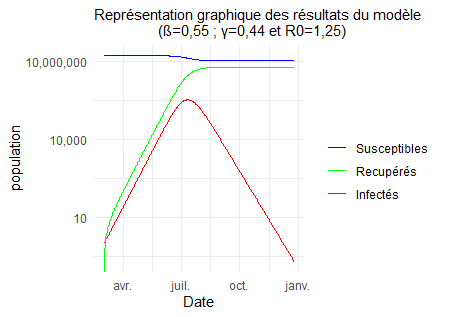 Représentation graphique des résultats du modèle
(ß=0,55 ; γ=0,44 et R0=1,25)
10,000,000
10,000
10
population
avr.
juil.
oct.
janv.
Date
Susceptibles
Recupérés
Infectés